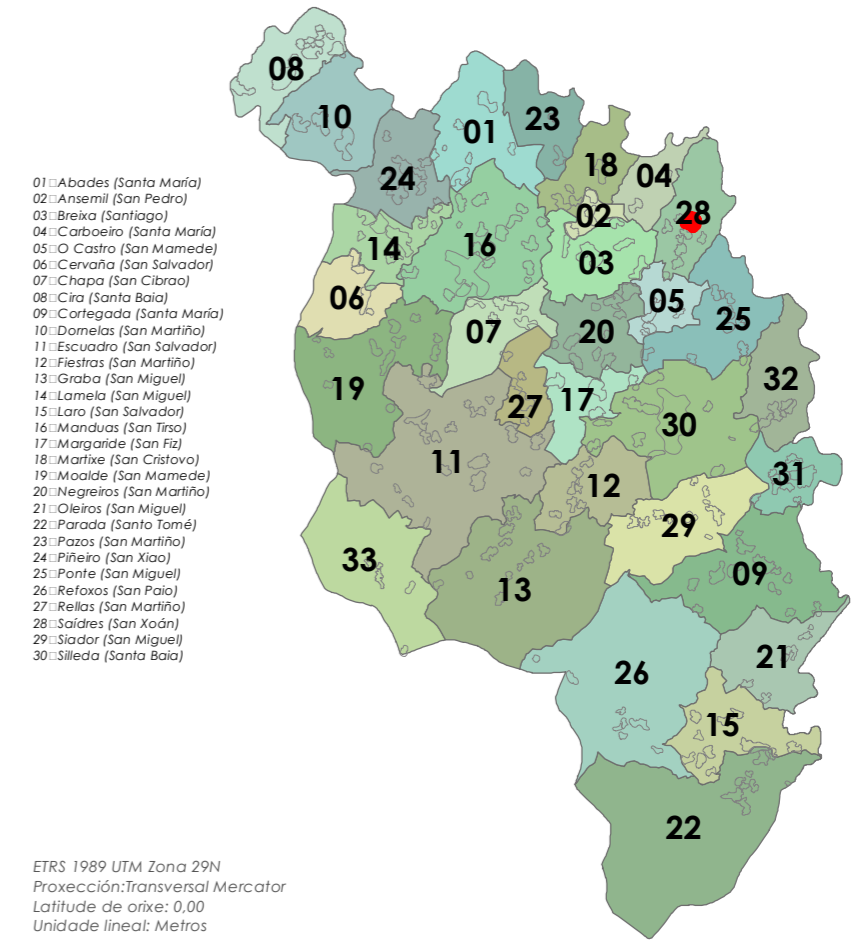 08
10
01
23
24
18
04
02
28
14
16
03
06
07
20
05
25
19
27
17
30
32
11
12
31
33
29
13
09
26
21
15
22
01 Abades (Santa María)
02 Ansemil (San Pedro)
03 Breixa (Santiago)
04 Carboeiro (Santa María)
05 O Castro (San Mamede)
06 Cervaña (San Salvador)
07 Chapa (San Cibrao)
08 Cira (Santa Baia)
09 Cortegada (Santa María)
10 Dornelas (San Martiño)
11 Escuadro (San Salvador)
12 Fiestras (San Martiño)
13 Graba (San Miguel)
14 Lamela (San Miguel)
15 Laro (San Salvador)
16 Manduas (San Tirso)
17 Margaride (San Fiz)
18 Martixe (San Cristovo)
19 Moalde (San Mamede)
20 Negreiros (San Martiño)
21 Oleiros (San Miguel)
22 Parada (Santo Tomé)
23 Pazos (San Martiño)
24 Piñeiro (San Xiao)
25 Ponte (San Miguel)
26 Refoxos (San Paio)
27 Rellas (San Martiño)
28 Saídres (San Xoán)
29 Siador (San Miguel)
30 Silleda (Santa Baia)
ETRS 1989 UTM Zona 29N
Proxección:Transversal Mercator
Latitude de orixe: 0,00
Unidade lineal: Metros